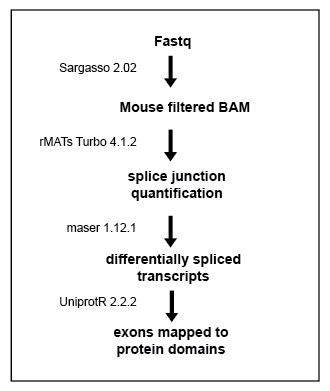 Fastq
Sargasso 2.02
Mouse filtered BAM
rMATs Turbo 4.1.2
splice junction
quantification
maser 1.12.1
differentially spliced
transcripts
UniprotR 2.2.2
exons mapped to
protein domains